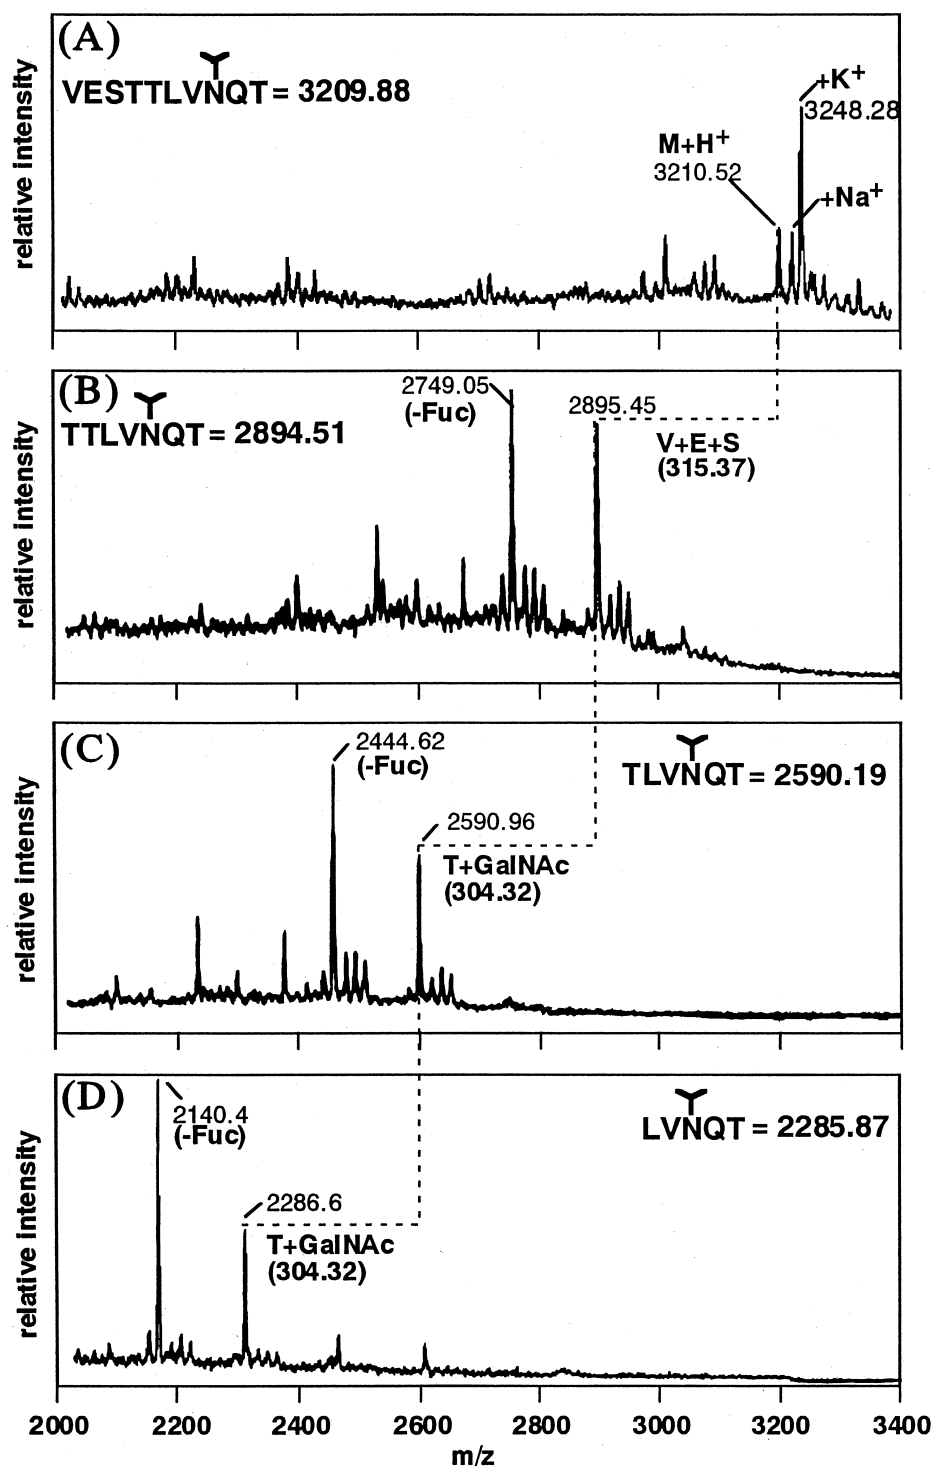 (A)
VESTTLVNQT = 3209.88
+K+
3248.28
M+H+
3210.52
+Na+
relative intensity
(B)
TTLVNQT = 2894.51
2749.05
(-Fuc)
2895.45
V+E+S
(315.37)
relative intensity
(C)
2444.62
(-Fuc)
TLVNQT = 2590.19
2590.96
T+GalNAc
(304.32)
relative intensity
(D)
2140.4
(-Fuc)
LVNQT = 2285.87
2286.6
T+GalNAc
(304.32)
relative intensity
2000 2200 2400 2600 2800 3000 3200 3400
m/z